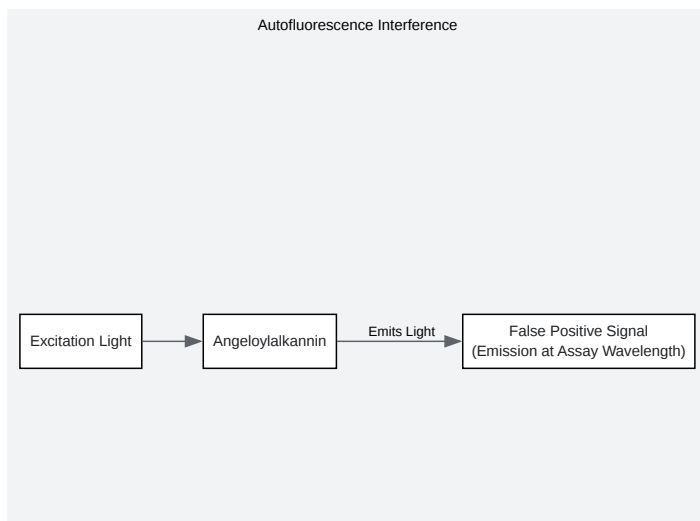 Autofluorescence Interference
Excitation Light
Angeloylalkannin
Emits Light
False Positive Signal
(Emission at Assay Wavelength)